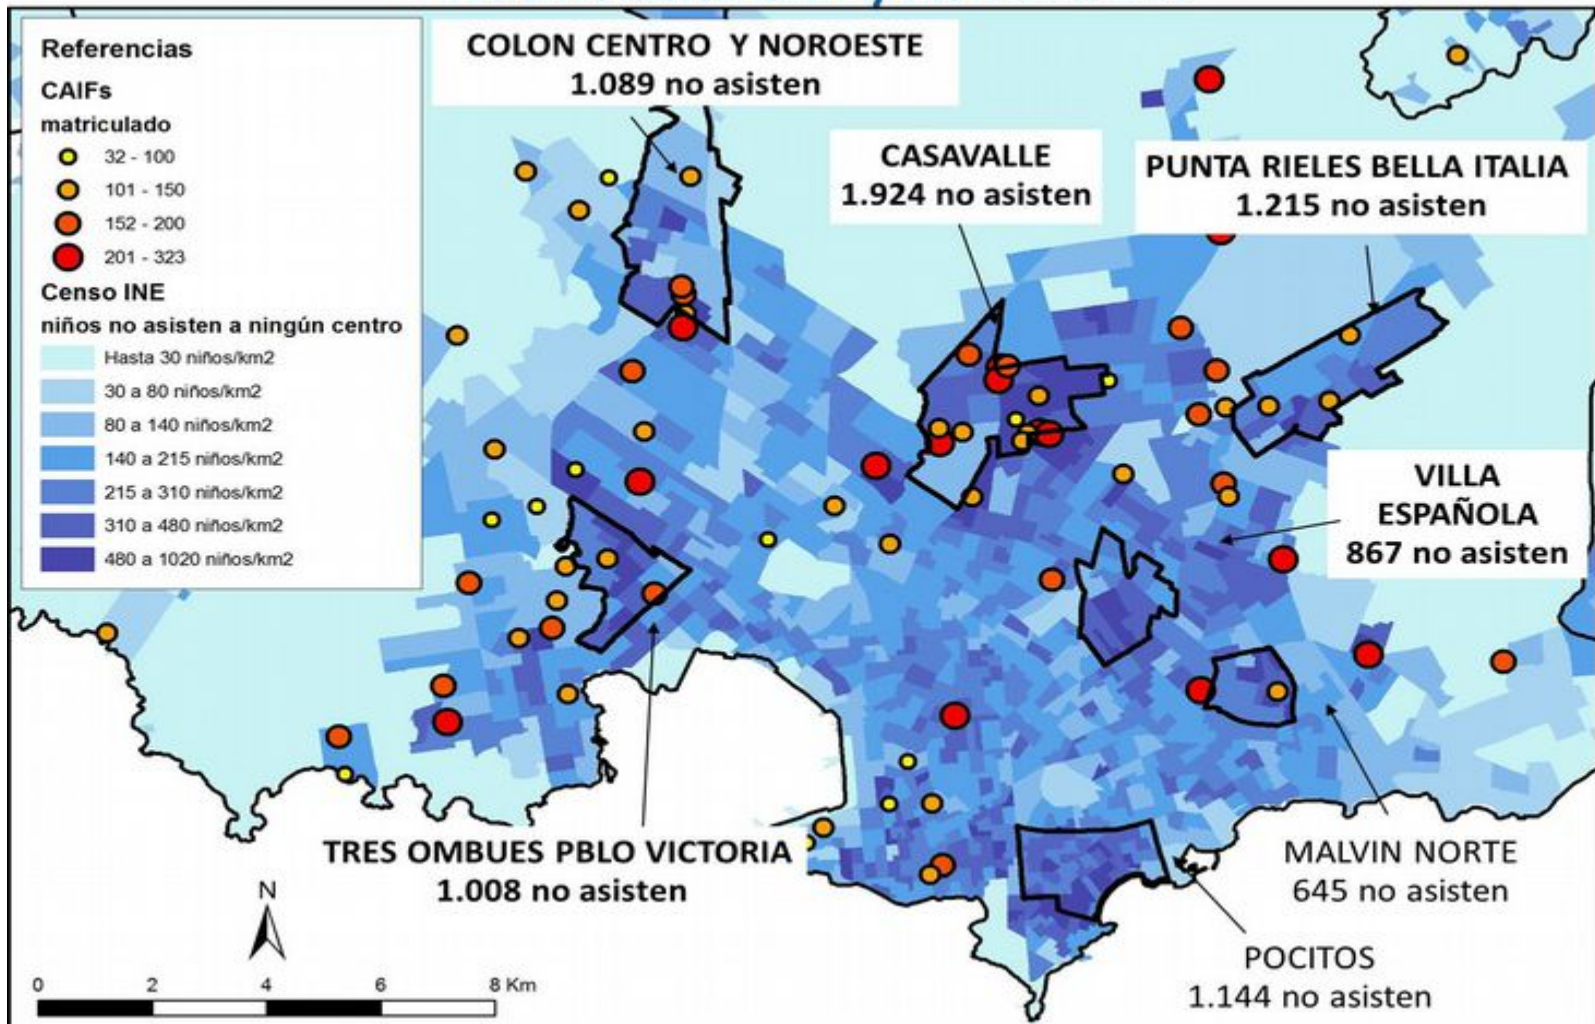 Referencias
CAIFs
matriculado
32 - 100
101 - 150
152 - 200
201 - 323
Censo INE
niños no asisten a ningún centro
Hasta 30 niños/km2
30 a 80 niños/km2
80 a 140 niños/km2
140 a 215 niños/km2
215 a 310 niños/km2
310 a 480 niños/km2
480 a 1020 niños/km2
COLON CENTRO Y NOROESTE
1.089 no asisten
CASAVALLE
1.924 no asisten
PUNTA RIELES BELLA ITALIA
1.215 no asisten
VILLA
ESPAÑOLA
867 no asisten
TRES OMBUES PBLO VICTORIA
1.008 no asisten
MALVIN NORTE
645 no asisten
POCITOS
1.144 no asisten
N
0 2 4 6 8 Km